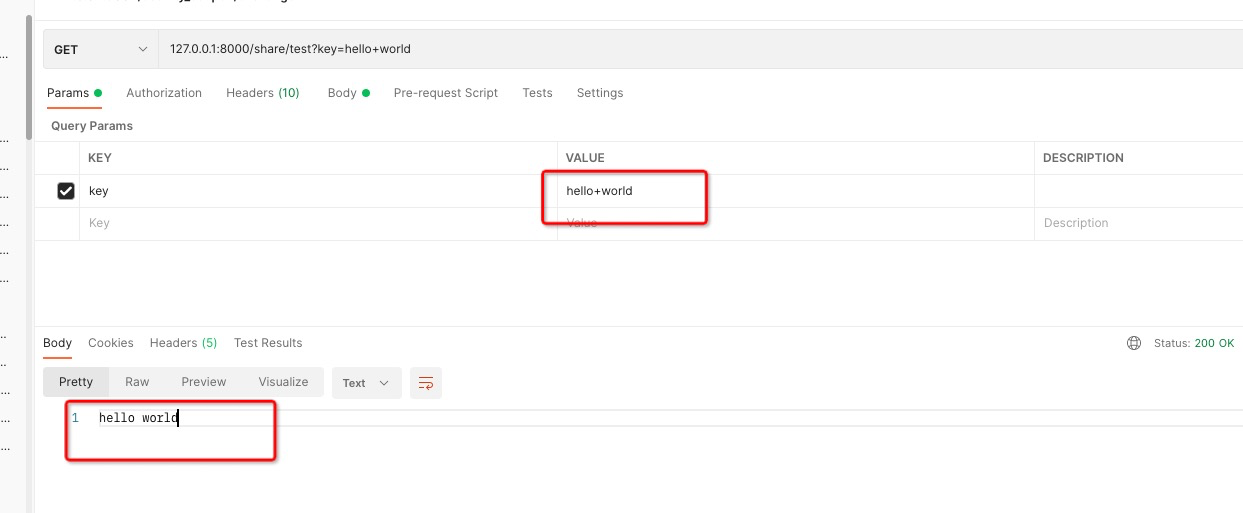 GET 127.0.0.1:8000/share/test?key=hello+world
Params Authorization Headers (10) Body Pre-request Script Tests Settings
Query Params
KEY VALUE DESCRIPTION
key hello+world
Key Value Description
Body Cookies Headers (5) Test Results Status: 200 OK
Pretty Raw Preview Visualize Text
1 hello world